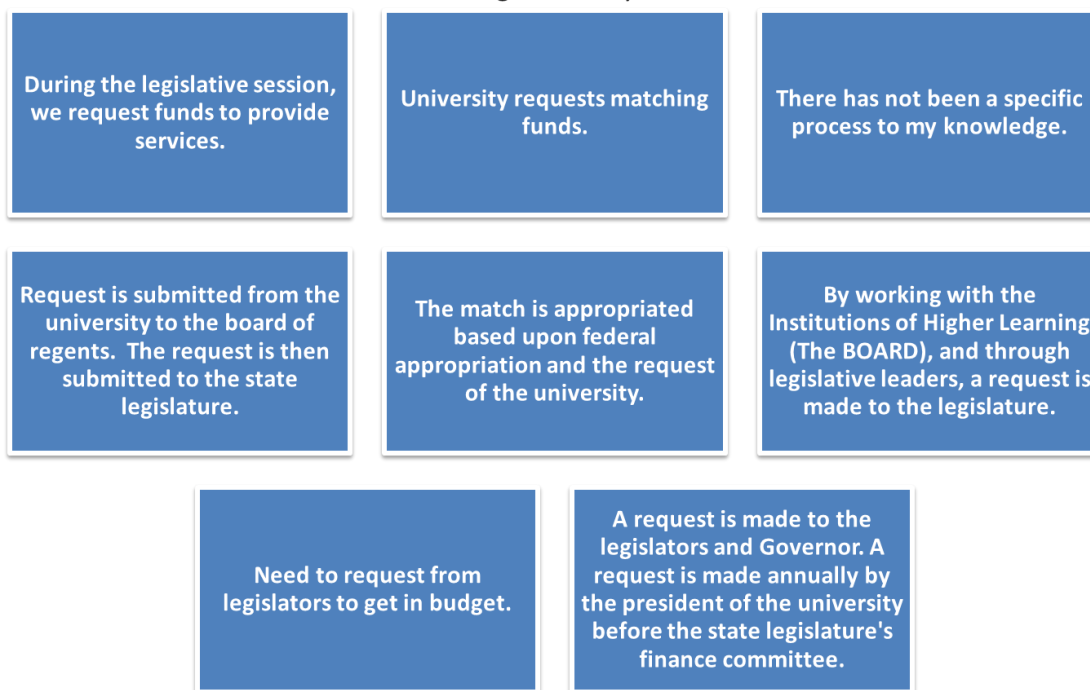 During the legislative session,
we request funds to provide
services.
University requests matching
funds.
There has not been a specific
process to my knowledge.
Request is submitted from the
university to the board of
regents. The request is then
submitted to the state
legislature.
The match is appropriated
based upon federal
appropriation and the request
of the university.
By working with the
Institutions of Higher Learning
(The BOARD), and through
legislative leaders, a request is
made to the legislature.
Need to request from
legislators to get in budget.
A request is made to the
legislators and Governor. A
request is made annually by
the president of the university
before the state legislature's
finance committee.